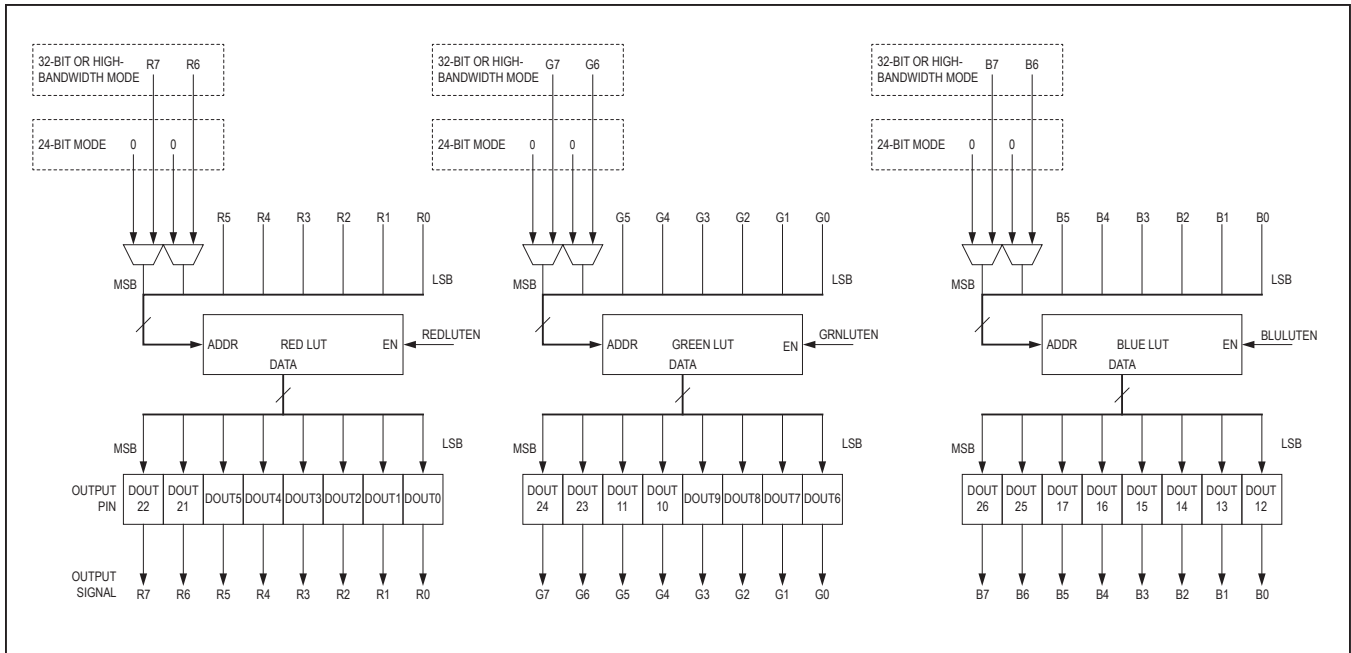 32-BIT OR HIGH-
BANDWIDTH MODE R7 R6
24-BIT MODE 0 0
R5 R4 R3 R2 R1 R0
MSB LSB
ADDR RED LUT EN REDLUTEN
DATA
MSB LSB
OUTPUT
PIN
DOUT
22
DOUT
21
DOUT5 DOUT4 DOUT3 DOUT2 DOUT1 DOUT0
OUTPUT
SIGNAL
R7 R6 R5 R4 R3 R2 R1 R0
32-BIT OR HIGH-
BANDWIDTH MODE G7 G6
24-BIT MODE 0 0
G5 G4 G3 G2 G1 G0
MSB LSB
ADDR GREEN LUT EN GRNLUTEN
DATA
MSB LSB
DOUT
24
DOUT
23
DOUT
11
DOUT
10
DOUT9 DOUT8 DOUT7 DOUT6
G7 G6 G5 G4 G3 G2 G1 G0
32-BIT OR HIGH-
BANDWIDTH MODE B7 B6
24-BIT MODE 0 0
B5 B4 B3 B2 B1 B0
MSB LSB
ADDR BLUE LUT EN BLULUTEN
DATA
MSB LSB
DOUT
26
DOUT
25
DOUT
17
DOUT
16
DOUT
15
DOUT
14
DOUT
13
DOUT
12
B7 B6 B5 B4 B3 B2 B1 B0